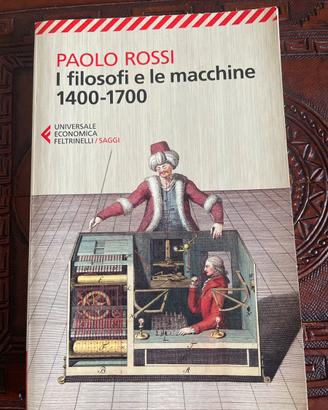 PAOLO ROSSI
I filosofi e le macchine
1400-1700
UNIVERSALE
ECONOMICA
FELTRINELLI / SAGGI